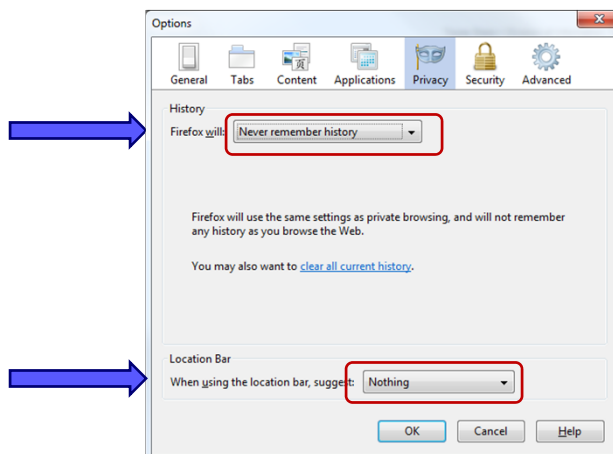 Options
General Tabs Content Applications Privacy Security Advanced
History
Firefox will: Never remember history
Firefox will use the same settings as private browsing, and will not remember
any history as you browse the Web.
You may also want to clear all current history.
Location Bar
When using the location bar, suggest: Nothing
OK Cancel Help